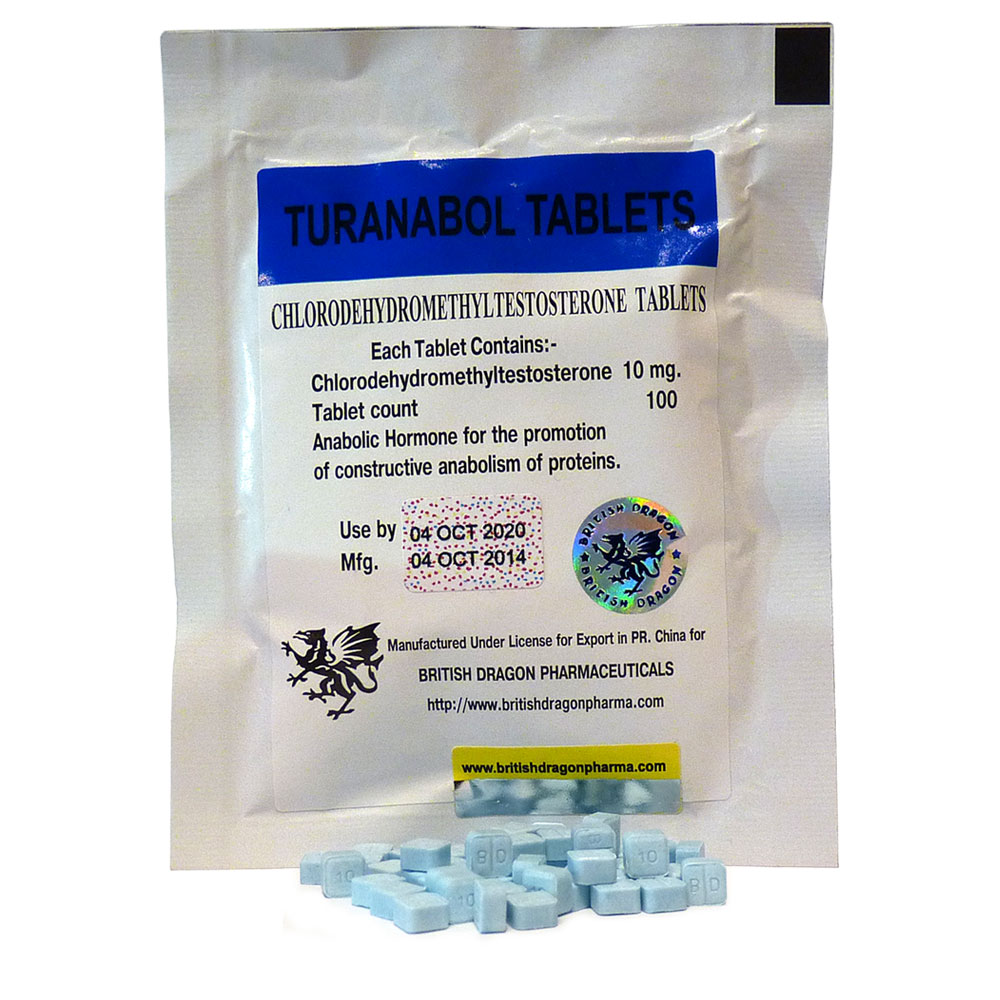 TURANABOL TABLETS
CHLORODEHYDROMETHYLTESTOSTERONE TABLETS
Each Tablet Contains:-
Chlorodehydromethyltestosterone 10 mg.
Tablet count 100
Anabolic Hormone for the promotion
of constructive anabolism of proteins.
Use by 04 OCT 2020
Mfg. 04 OCT 2014
BRITISH DRAGON
BRITISH DRAGON
Manufactured Under License for Export in PR. China for
BRITISH DRAGON PHARMACEUTICALS
http://www.britishdragonpharma.com
www.britishdragonpharma.com
B D
10
10
10
B D